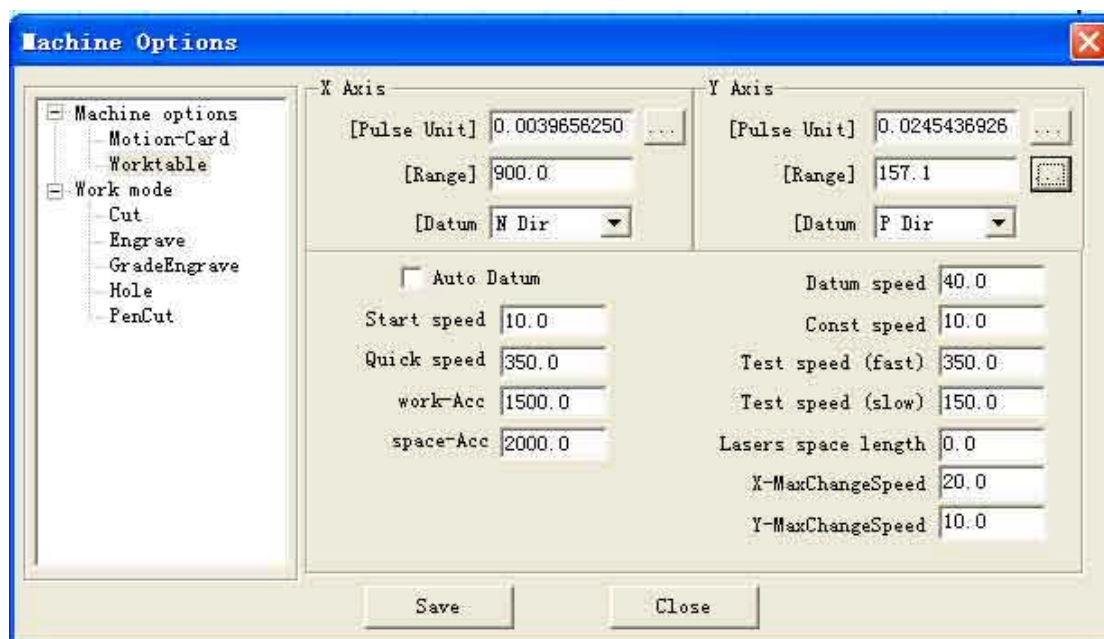 Machine Options
Machine options
Motion-Card
Worktable
Work mode
Cut
Engrave
GradeEngrave
Hole
PenCut
X Axis
[Pulse Unit] 0.0039656250 ...
[Range] 900.0
[Datum N Dir
Y Axis
[Pulse Unit] 0.0245436926 ...
[Range] 157.1 ...
[Datum P Dir
Auto Datum
Start speed 10.0
Quick speed 350.0
work-Acc 1500.0
space-Acc 2000.0
Datum speed 40.0
Const speed 10.0
Test speed (fast) 350.0
Test speed (slow) 150.0
Lasers space length 0.0
X-MaxChangeSpeed 20.0
Y-MaxChangeSpeed 10.0
Save Close